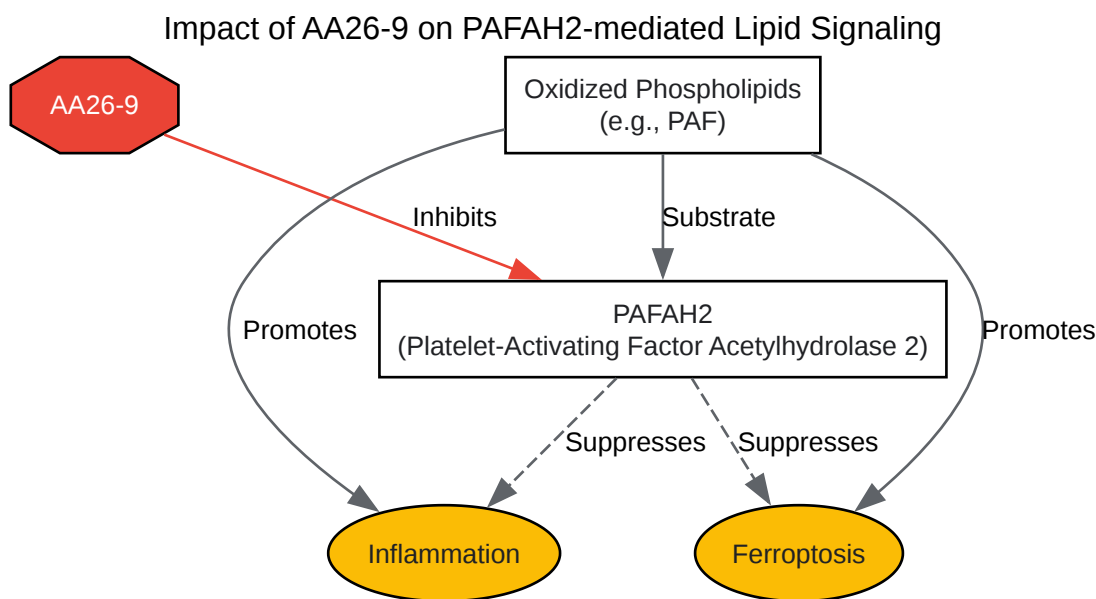 Impact of AA26-9 on PAFAH2-mediated Lipid Signaling
AA26-9
Oxidized Phospholipids
(e.g., PAF)
Inhibits
Substrate
PAFAH2
(Platelet-Activating Factor Acetylhydrolase 2)
Promotes
Promotes
Suppresses
Suppresses
Inflammation
Ferroptosis